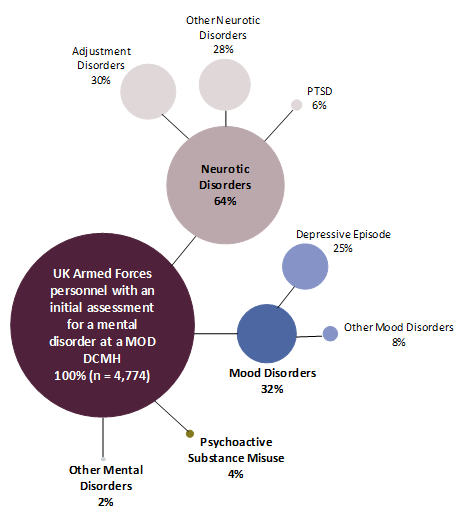 Other Neurotic
Disorders
28%
Adjustment
Disorders
30%
PTSD
6%
Neurotic
Disorders
64%
Depressive Episode
25%
UK Armed Forces
personnel with an
initial assessment
for a mental
disorder at a MOD
DCMH
100% (n = 4,774)
Other Mood Disorders
8%
Mood Disorders
32%
Psychoactive
Substance Misuse
4%
Other Mental
Disorders
2%